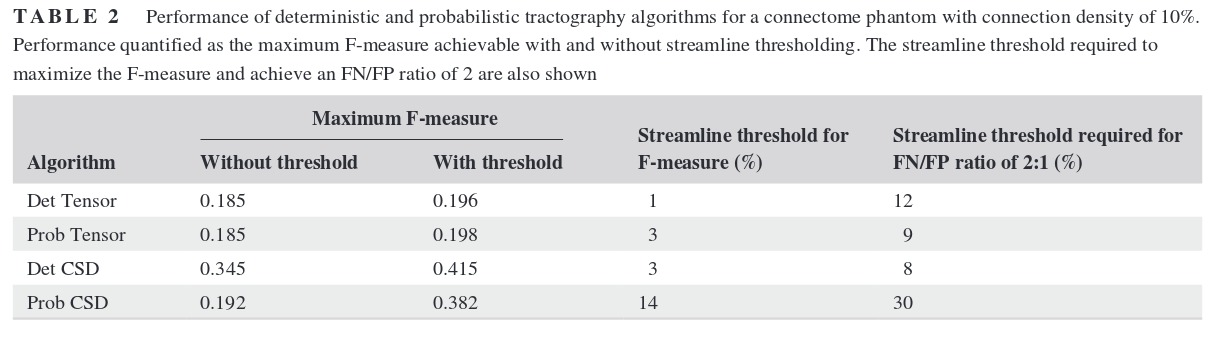 TABLE 2 Performance of deterministic and probabilistic tractography algorithms for a connectome phantom with connection density of 10%.
Performance quantified as the maximum F-measure achievable with and without streamline thresholding. The streamline threshold required to
maximize the F-measure and achieve an FN/FP ratio of 2 are also shown
Maximum F-measure
Streamline threshold for Streamline threshold required for
Algorithm Without threshold With threshold F-measure (%) FN/FP ratio of 2:1 (%)
Det Tensor 0.185 0.196 1 12
Prob Tensor 0.185 0.198 3 9
Det CSD 0.345 0.415 3 8
Prob CSD 0.192 0.382 14 30